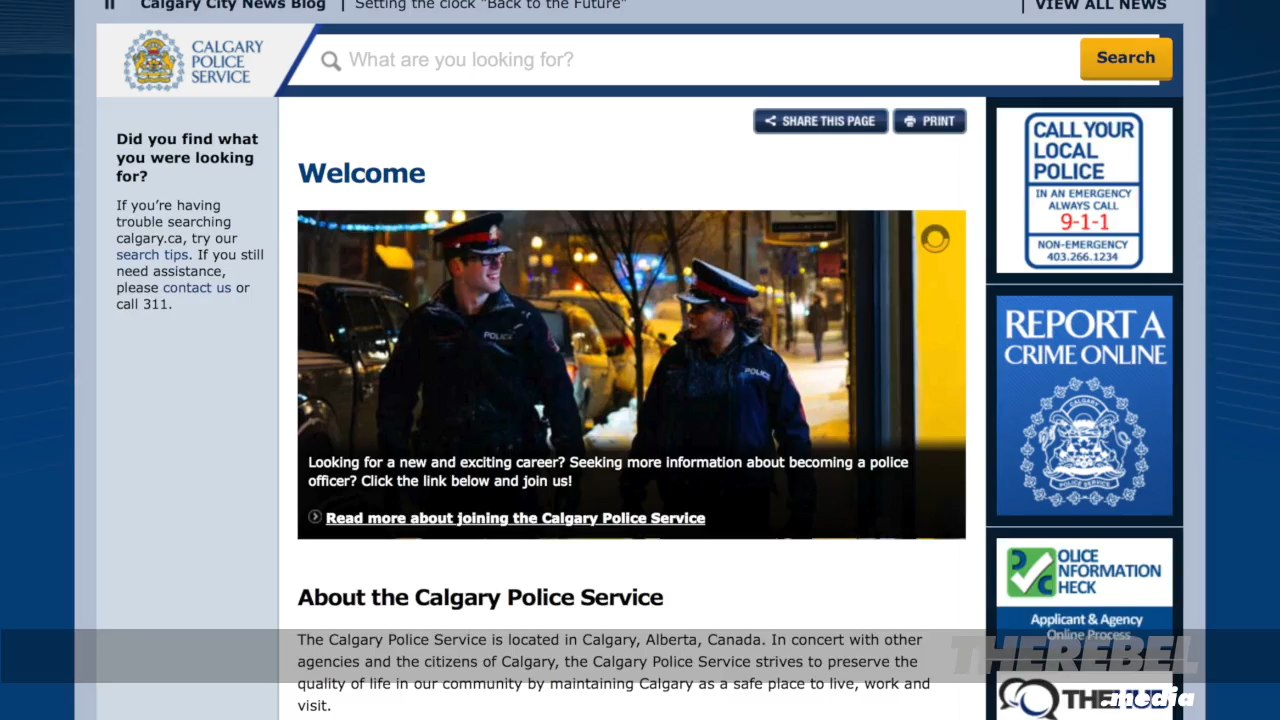 Calgary City News Blog | Setting the clock "Back to the Future"
| VIEW ALL NEWS
CALGARY
POLICE
SERVICE
What are you looking for?
Search
Did you find what
you were looking
for?
If you're having
trouble searching
calgary.ca, try our
search tips. If you still
need assistance,
please contact us or
call 311.
SHARE THIS PAGE
PRINT
Welcome
POLICE
POLICE
Looking for a new and exciting career? Seeking more information about becoming a police
officer? Click the link below and join us!
Read more about joining the Calgary Police Service
About the Calgary Police Service
The Calgary Police Service is located in Calgary, Alberta, Canada. In concert with other
agencies and the citizens of Calgary, the Calgary Police Service strives to preserve the
quality of life in our community by maintaining Calgary as a safe place to live, work and
visit.
CALL YOUR
LOCAL
POLICE
IN AN EMERGENCY
ALWAYS CALL
9-1-1
NON-EMERGENCY
403.266.1234
REPORT A
CRIME ONLINE
CALGARY
POLICE SERVICE
POLICE
INFORMATION
CHECK
Applicant & Agency
Online Process
THEREBEL
.media